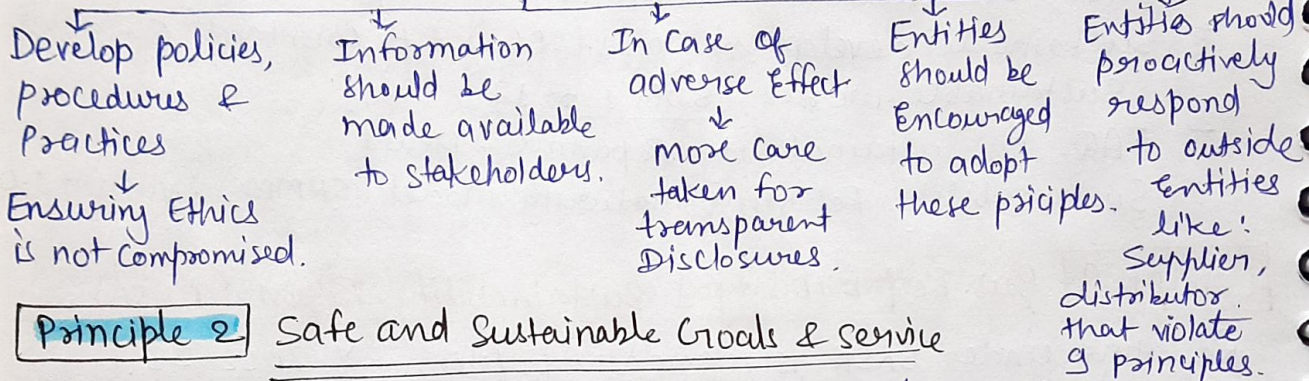 Develop policies,
procedures &
Practices
↓
Ensuring Ethics
is not compromised.
Information
should be
made available
to stakeholders.
In Case of
adverse Effect
↓
more care
taken for
transparent
Disclosures.
Entities
should be
Encouraged
to adopt
these priciples.
Entities should
proactively
respond
to outside
Entities
like:
Supplier,
distributor.
that violate
9 principles.
Principle 2 Safe and Sustainable Goals & service